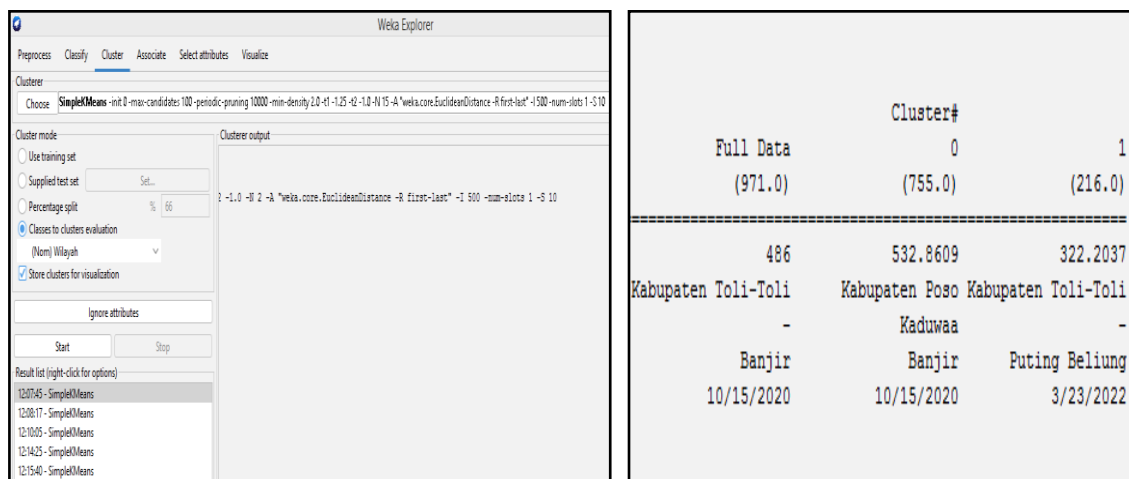 Weka Explorer
Preprocess Classify Cluster Associate Select attributes Visualize
Clusterer
Choose SimpleKMeans -init 0 -max-candidates 100 -periodic-pruning 10000 -min-density 2.0 -t1 -1.25 -t2 -1.0 -N 15 -A "weka.core.EuclideanDistance -R first-last" -I 500 -num-slots 1 -S 10
Cluster mode
Use training set
Supplied test set Set...
Percentage split % 66
Classes to clusters evaluation
(Nom) Wilayah
Store clusters for visualization
Ignore attributes
Start Stop
Result list (right-click for options)
12:07:45 - SimpleKMeans
12:08:17 - SimpleKMeans
12:10:05 - SimpleKMeans
12:14:25 - SimpleKMeans
12:15:40 - SimpleKMeans
Clusterer output
2 -1.0 -N 2 -A "weka.core.EuclideanDistance -R first-last" -I 500 -num-slots 1 -S 10
Cluster#
Full Data 0 1
(971.0) (755.0) (216.0)
================================================================
486 532.8609 322.2037
Kabupaten Toli-Toli Kabupaten Poso Kabupaten Toli-Toli
- Kaduwaa -
Banjir Banjir Puting Beliung
10/15/2020 10/15/2020 3/23/2022